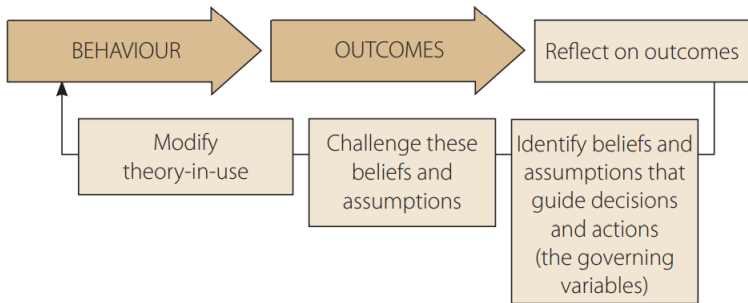 BEHAVIOUR
OUTCOMES
Reflect on outcomes
Modify
theory-in-use
Challenge these
beliefs and
assumptions
Identify beliefs and
assumptions that
guide decisions
and actions
(the governing
variables)